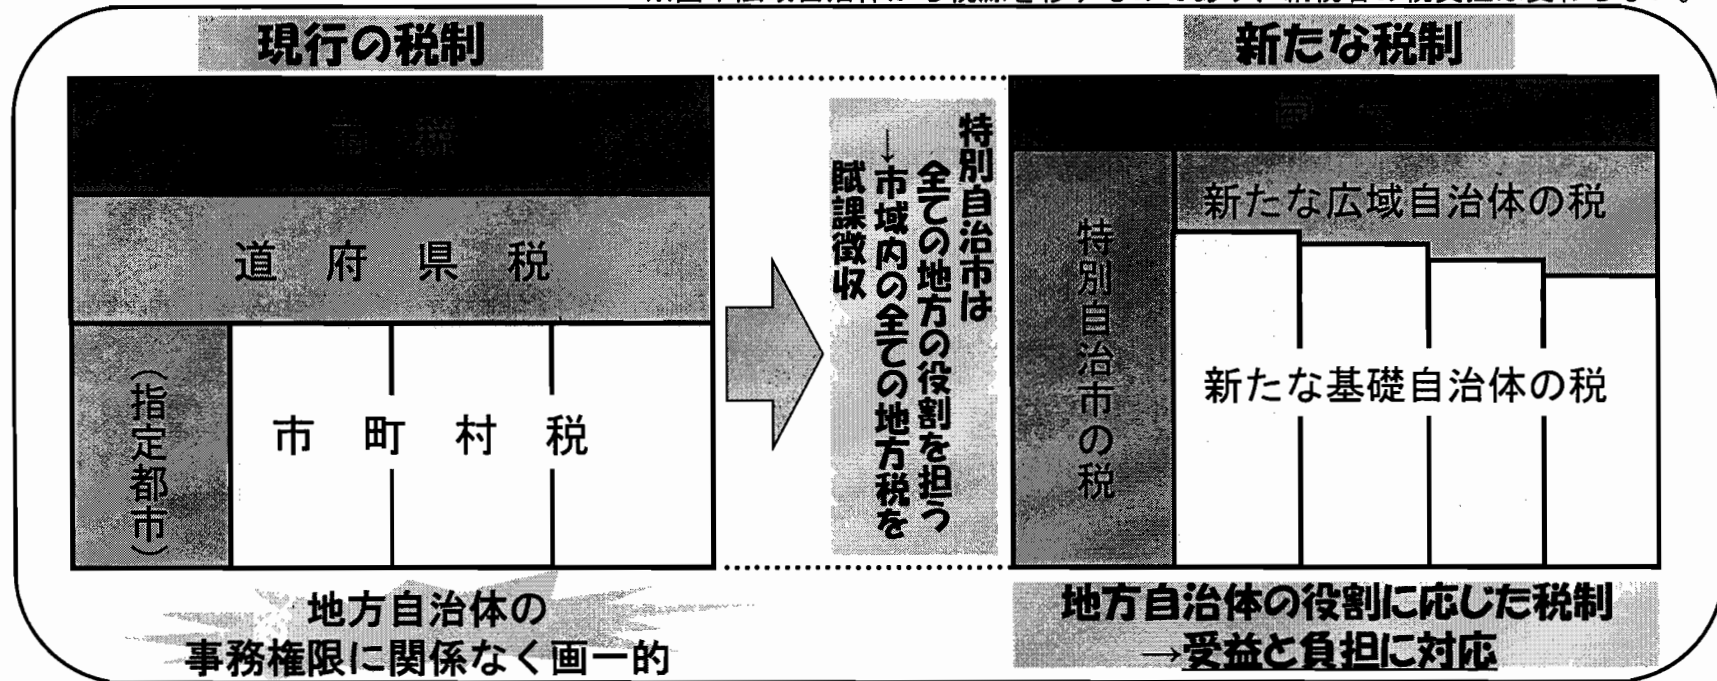 現行の税制
国税
道府県税
（指定都市）
市町村税
地方自治体の
事務権限に関係なく画一的
特別自治市は
全ての地方の役割を担う
→市域内の全ての地方税を
賦課徴収
新たな税制
国税
特別自治市の税
新たな広域自治体の税
新たな基礎自治体の税
地方自治体の役割に応じた税制
→受益と負担に対応